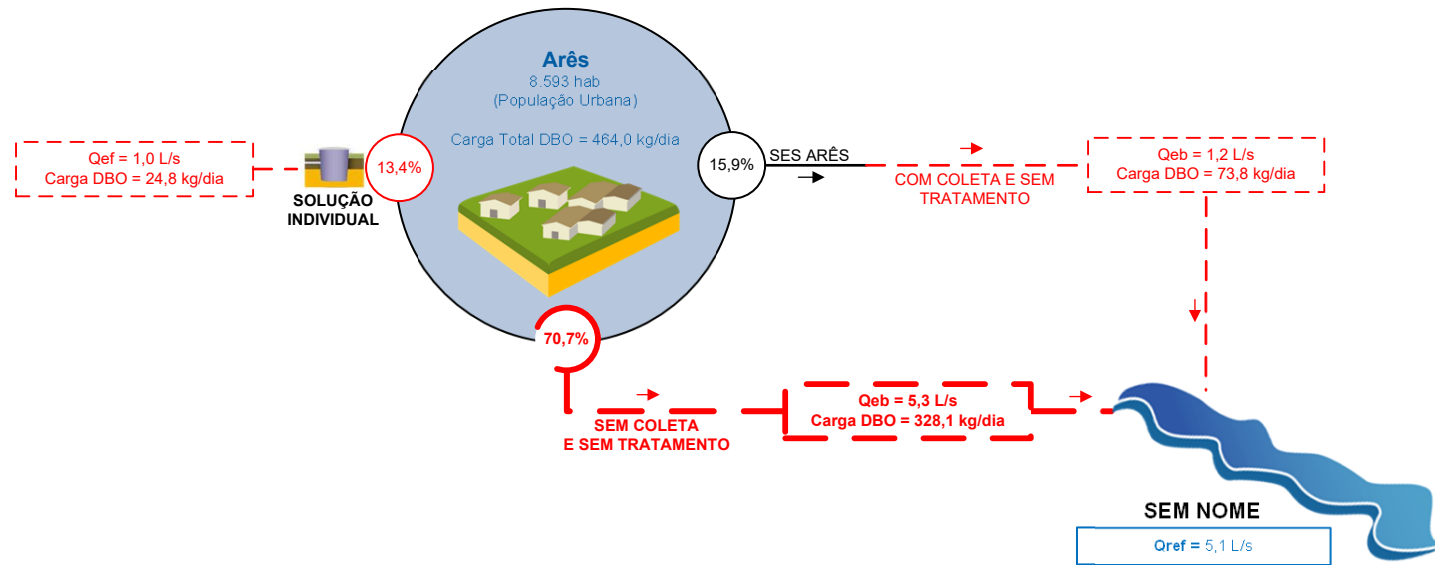 Arês
8.593 hab
(População Urbana)
Carga Total DBO = 464,0 kg/dia
Qef = 1,0 L/s
Carga DBO = 24,8 kg/dia
SOLUÇÃO
INDIVIDUAL
13,4%
15,9%
SES ARÊS
COM COLETA E SEM
TRATAMENTO
Qeb = 1,2 L/s
Carga DBO = 73,8 kg/dia
70,7%
SEM COLETA
E SEM TRATAMENTO
Qeb = 5,3 L/s
Carga DBO = 328,1 kg/dia
SEM NOME
Qref = 5,1 L/s